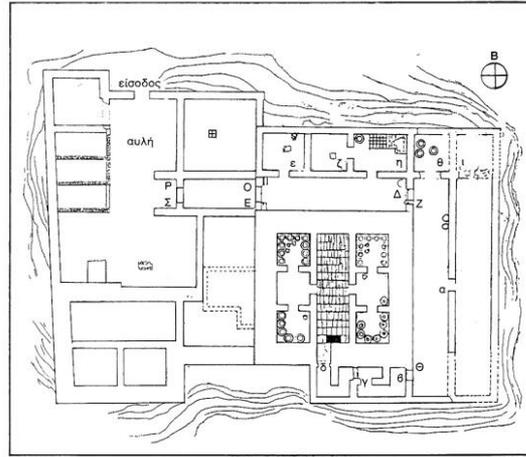 Β
είσοδος
αυλή
ε
ζ
η
θ
ι
Ρ
Ο
Δ
Σ
Ε
Ζ
α
δ
γ
β
Θ